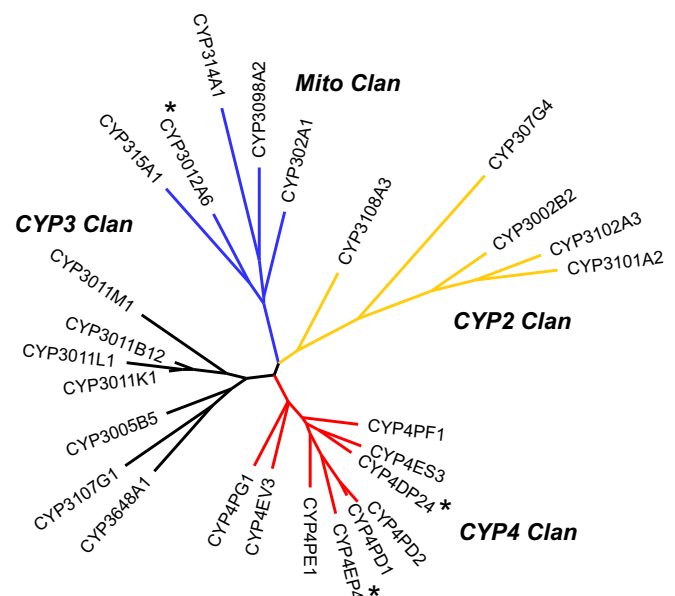 CYP314A1
CYP3098A2
Mito Clan
*
CYP3012A6
CYP302A1
CYP315A1
CYP307G4
CYP3108A3
CYP3002B2
CYP3102A3
CYP3101A2
CYP3 Clan
CYP2 Clan
CYP3011M1
CYP3011B12
CYP3011L1
CYP3011K1
CYP3005B5
CYP3107G1
CYP3648A1
CYP4PF1
CYP4ES3
CYP4DP24 *
CYP4PG1
CYP4EV3
CYP4PE1
CYP4EP4
*
CYP4PD1
CYP4PD2
CYP4 Clan